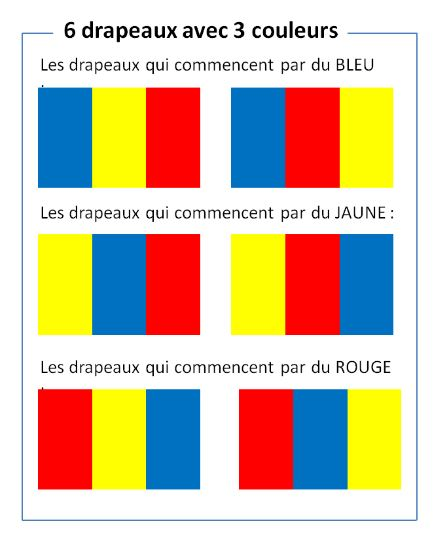 6 drapeaux avec 3 couleurs
Les drapeaux qui commencent par du BLEU
:
Les drapeaux qui commencent par du JAUNE :
Les drapeaux qui commencent par du ROUGE
: